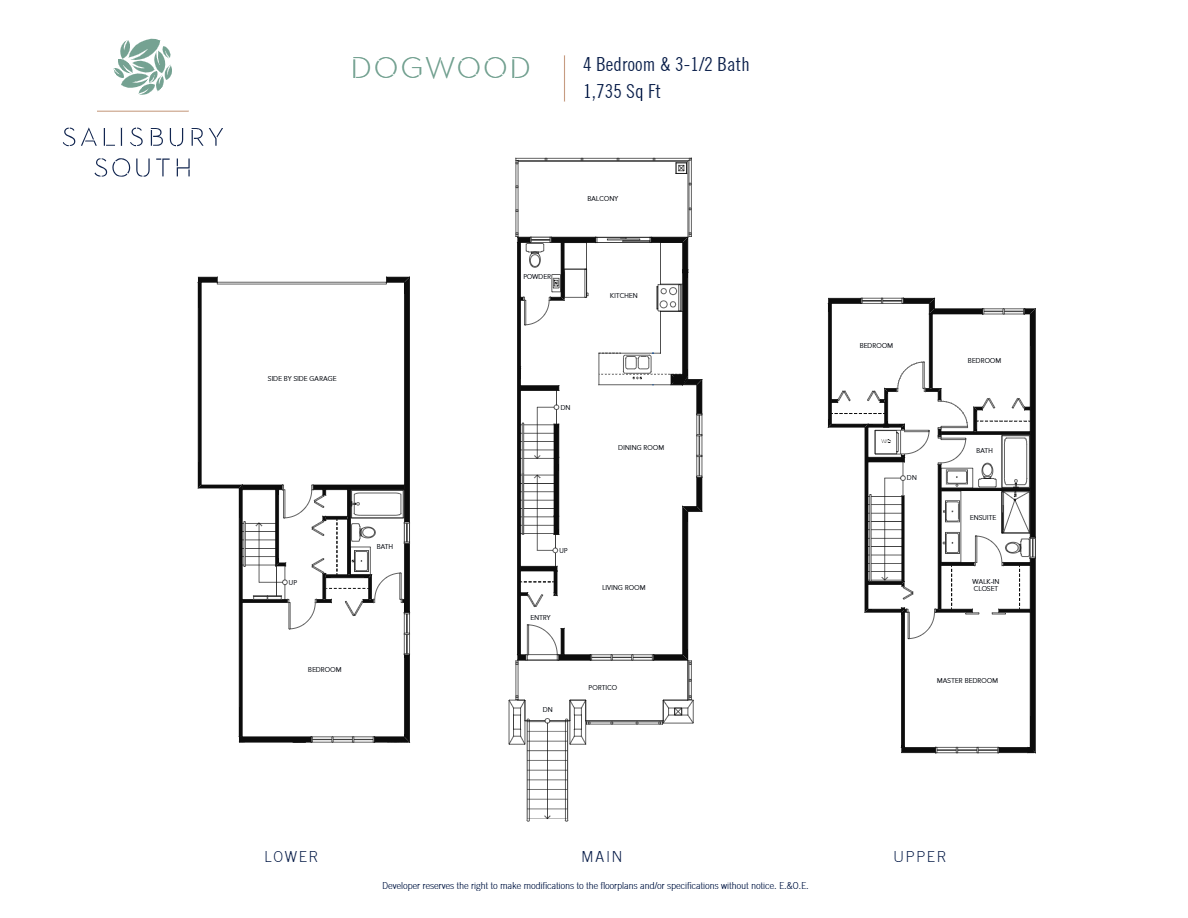 SALISBURY
SOUTH
DOGWOOD
4 Bedroom & 3-1/2 Bath
1,735 Sq Ft
SIDE BY SIDE GARAGE
BATH
UP
BEDROOM
LOWER
BALCONY
POWDER
KITCHEN
DN
DINING ROOM
UP
LIVING ROOM
ENTRY
PORTICO
DN
MAIN
BEDROOM
BEDROOM
BATH
DN
ENSUITE
WALK-IN
CLOSET
MASTER BEDROOM
UPPER
Developer reserves the right to make modifications to the floorplans and/or specifications without notice. E.&O.E.